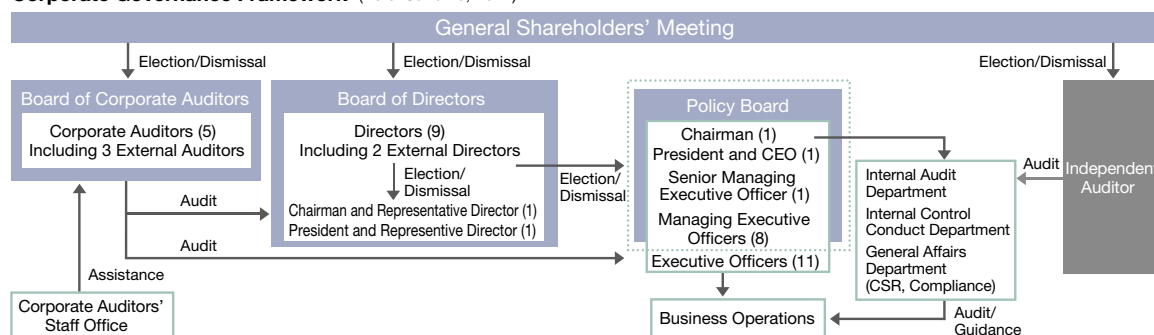 General Shareholders' Meeting
Election/Dismissal
Election/Dismissal
Election/Dismissal
Board of Corporate Auditors
Corporate Auditors (5)
Including 3 External Auditors
Board of Directors
Directors (9)
Including 2 External Directors
Election/
Dismissal
Chairman and Representative Director (1)
President and Representive Director (1)
Election/
Dismissal
Policy Board
Chairman (1)
President and CEO (1)
Senior Managing
Executive Officer (1)
Managing Executive
Officers (8)
Executive Officers (11)
Internal Audit
Department
Internal Control
Conduct Department
General Affairs
Department
(CSR, Compliance)
Audit
Independent
Auditor
Audit
Audit
Assistance
Corporate Auditors'
Staff Office
Business Operations
Audit/
Guidance